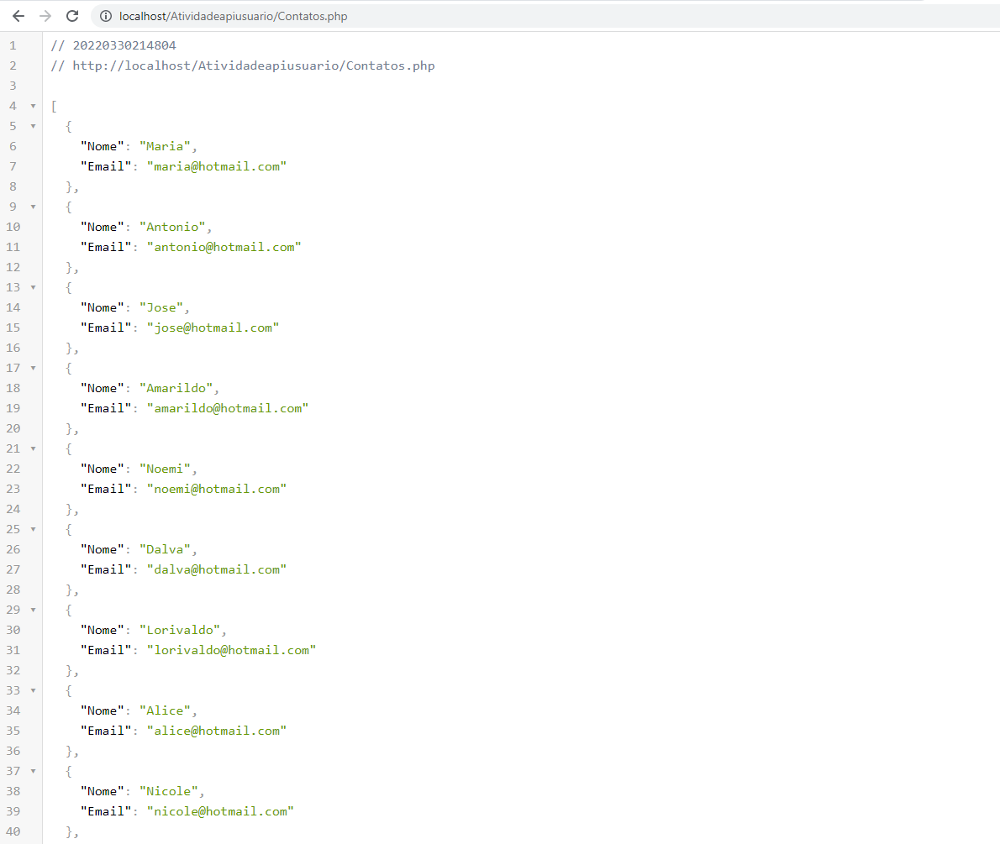 localhost/Atividadeapiusuario/Contatos.php
1 // 20220330214804
2 // http://localhost/Atividadeapiusuario/Contatos.php
3
4 [
5 {
6 "Nome": "Maria",
7 "Email": "maria@hotmail.com"
8 },
9 {
10 "Nome": "Antonio",
11 "Email": "antonio@hotmail.com"
12 },
13 {
14 "Nome": "Jose",
15 "Email": "jose@hotmail.com"
16 },
17 {
18 "Nome": "Amarildo",
19 "Email": "amarildo@hotmail.com"
20 },
21 {
22 "Nome": "Noemi",
23 "Email": "noemi@hotmail.com"
24 },
25 {
26 "Nome": "Dalva",
27 "Email": "dalva@hotmail.com"
28 },
29 {
30 "Nome": "Lorivaldo",
31 "Email": "lorivaldo@hotmail.com"
32 },
33 {
34 "Nome": "Alice",
35 "Email": "alice@hotmail.com"
36 },
37 {
38 "Nome": "Nicole",
39 "Email": "nicole@hotmail.com"
40 },